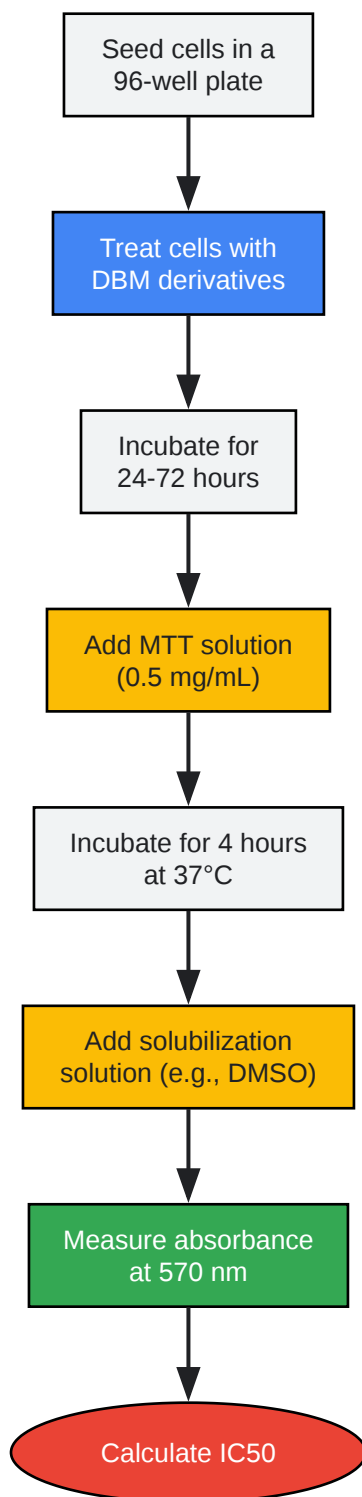 Seed cells in a
96-well plate
Treat cells with
DBM derivatives
Incubate for
24-72 hours
Add MTT solution
(0.5 mg/mL)
Incubate for 4 hours
at 37°C
Add solubilization
solution (e.g., DMSO)
Measure absorbance
at 570 nm
Calculate IC50